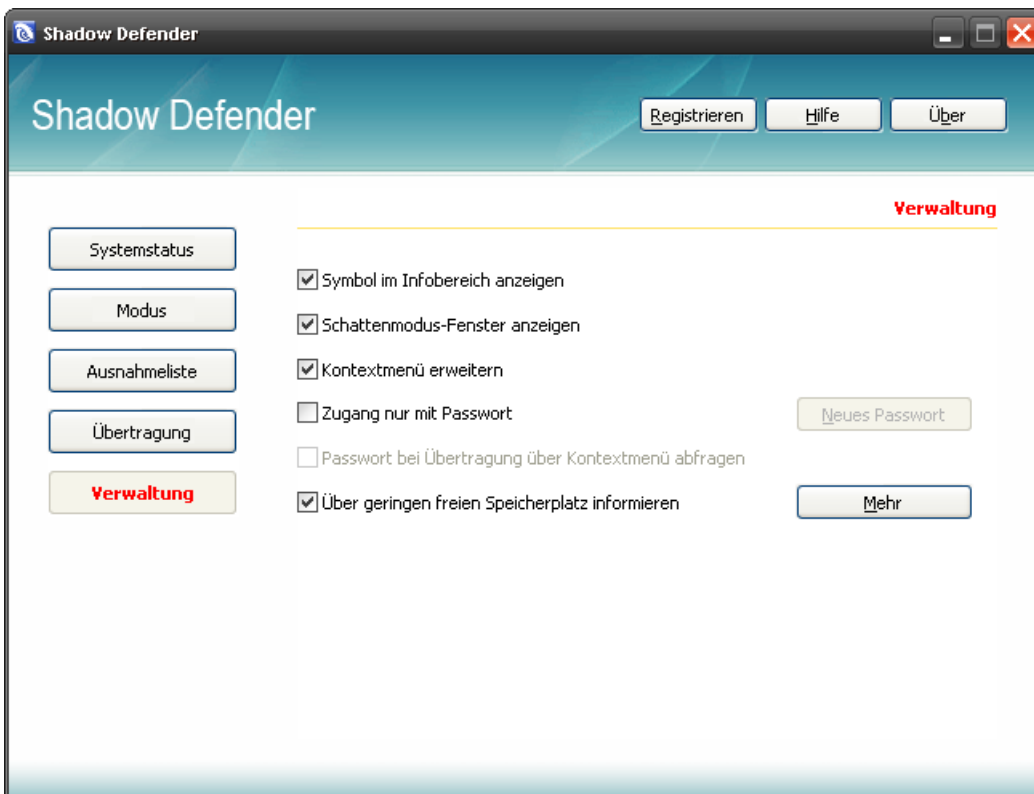 Shadow Defender
Shadow Defender
Registrieren Hilfe Über
Verwaltung
Systemstatus
Modus
Ausnahmeliste
Übertragung
Verwaltung
Symbol im Infobereich anzeigen
Schattenmodus-Fenster anzeigen
Kontextmenü erweitern
Zugang nur mit Passwort Neues Passwort
Passwort bei Übertragung über Kontextmenü abfragen
Über geringen freien Speicherplatz informieren Mehr